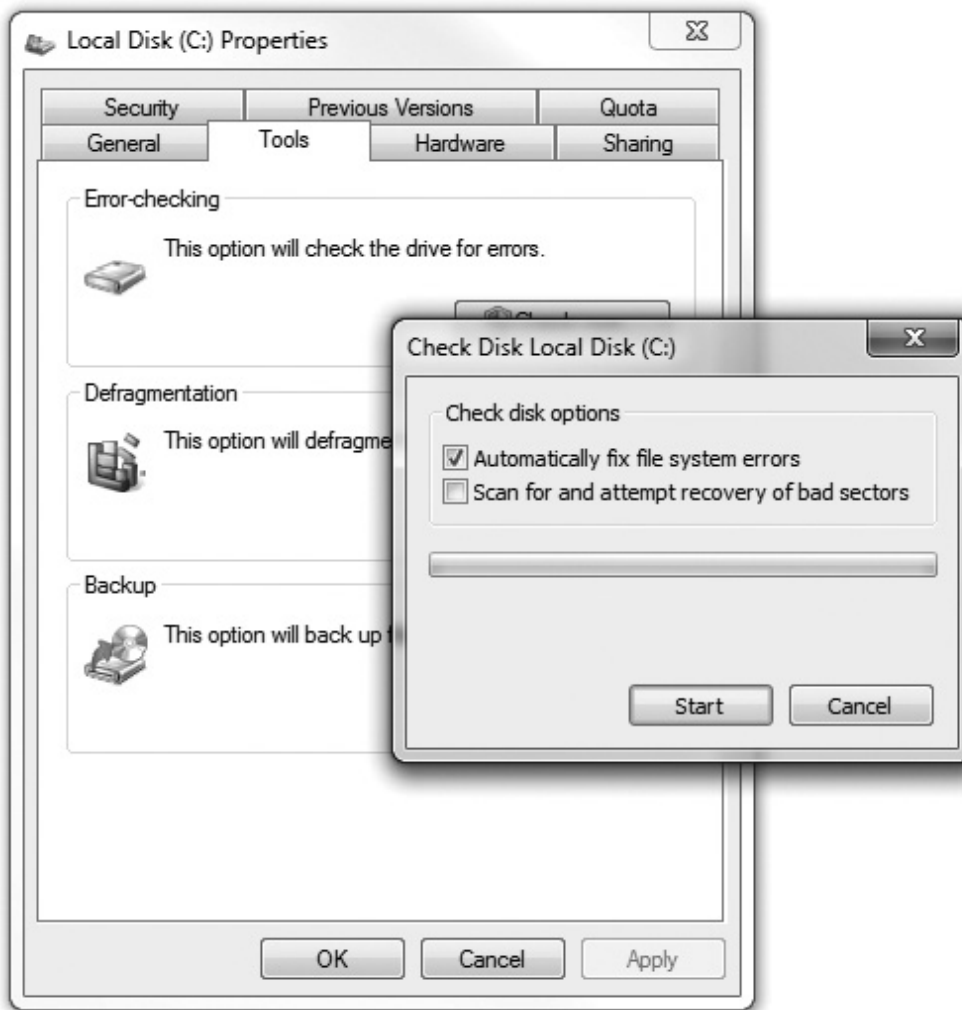 Local Disk (C:) Properties
Security Previous Versions Quota
General Tools Hardware Sharing
Error-checking
This option will check the drive for errors.
Defragmentation
This option will
Backup
This option will back up
Check Disk Local Disk (C:)
Check disk options
Automatically fix file system errors
Scan for and attempt recovery of bad sectors
Start Cancel
OK Cancel Apply